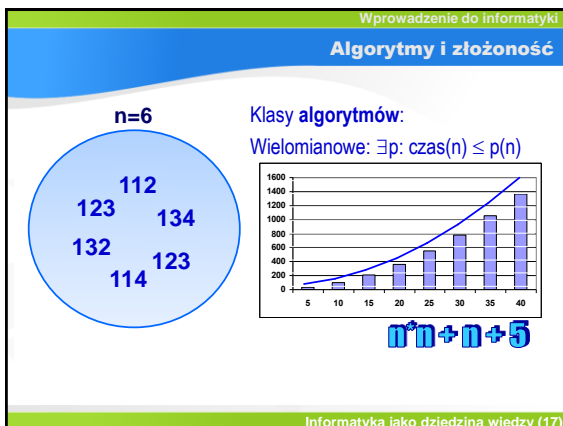 Wprowadzenie do informatyki
Algorytmy i złożoność
n=6
112
123
134
132
123
114
Klasy algorytmów:
Wielomianowe: ∃p: czas(n) ≤ p(n)
1600
1400
1200
1000
800
600
400
200
0
5 10 15 20 25 30 35 40
n*n+n+5
Informatyka jako dziedzina wiedzy (17)